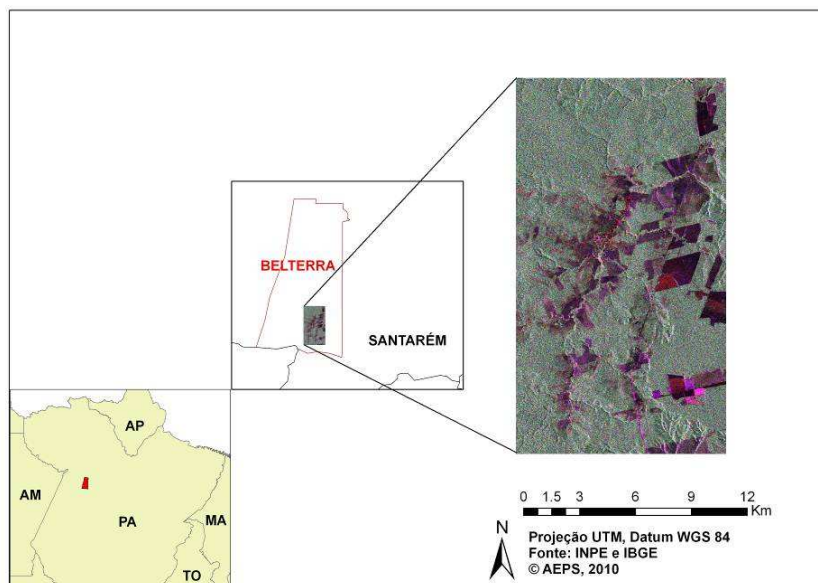 BELTERRA
SANTARÉM
AP
AM
PA
MA
TO
0 1.5 3 6 9 12
Km
N
Projeção UTM, Datum WGS 84
Fonte: INPE e IBGE
© AEPS, 2010